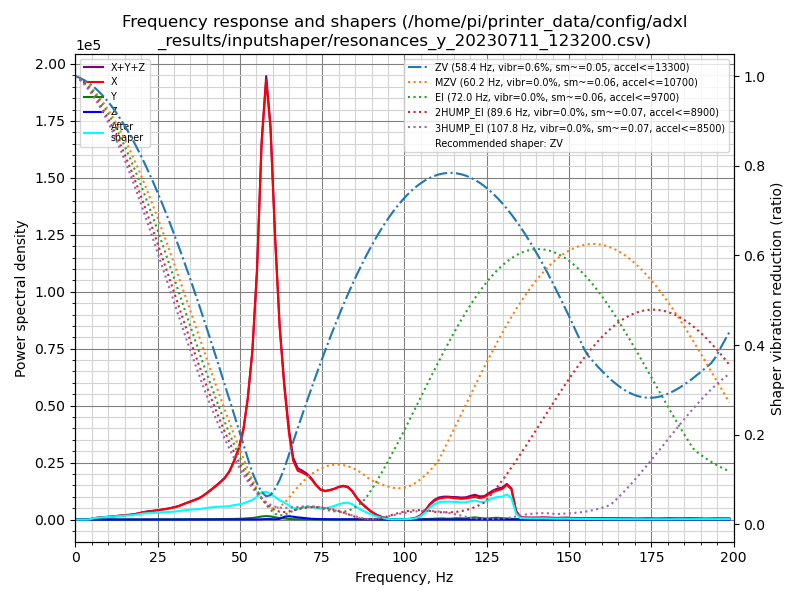 Frequency response and shapers (/home/pi/printer_data/config/adxl
_results/inputshaper/resonances_y_20230711_123200.csv)
1e5
X+Y+Z
X
Y
Z
After
shaper
ZV (58.4 Hz, vibr=0.6%, sm~=0.05, accel<=13300)
MZV (60.2 Hz, vibr=0.0%, sm~=0.06, accel<=10700)
EI (72.0 Hz, vibr=0.0%, sm~=0.06, accel<=9700)
2HUMP_EI (89.6 Hz, vibr=0.0%, sm~=0.07, accel<=8900)
3HUMP_EI (107.8 Hz, vibr=0.0%, sm~=0.07, accel<=8500)
Recommended shaper: ZV
Power spectral density
2.00
1.75
1.50
1.25
1.00
0.75
0.50
0.25
0.00
1.0
0.8
0.6
0.4
0.2
0.0
Shaper vibration reduction (ratio)
0 25 50 75 100 125 150 175 200
Frequency, Hz